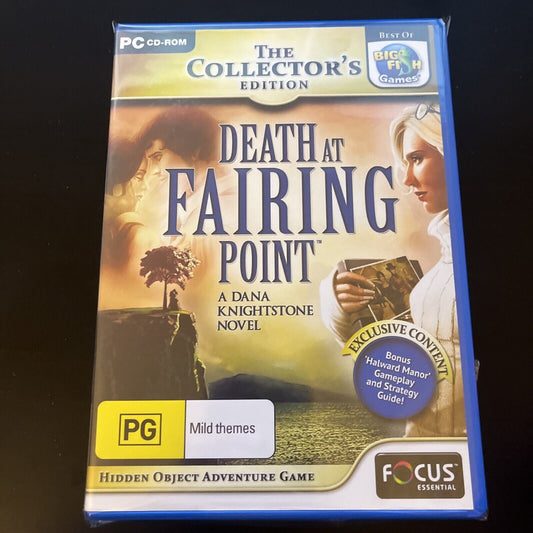 PC CD-ROM
THE
COLLECTOR'S
EDITION
BEST OF
BIG FISH
Games
DEATH AT
FAIRING
POINT™
A DANA
KNIGHTSTONE
NOVEL
EXCLUSIVE CONTENT
Bonus
'Halward Manor'
Gameplay
and Strategy
Guide!
PG
Mild themes
HIDDEN OBJECT ADVENTURE GAME
FOCUS
ESSENTIAL